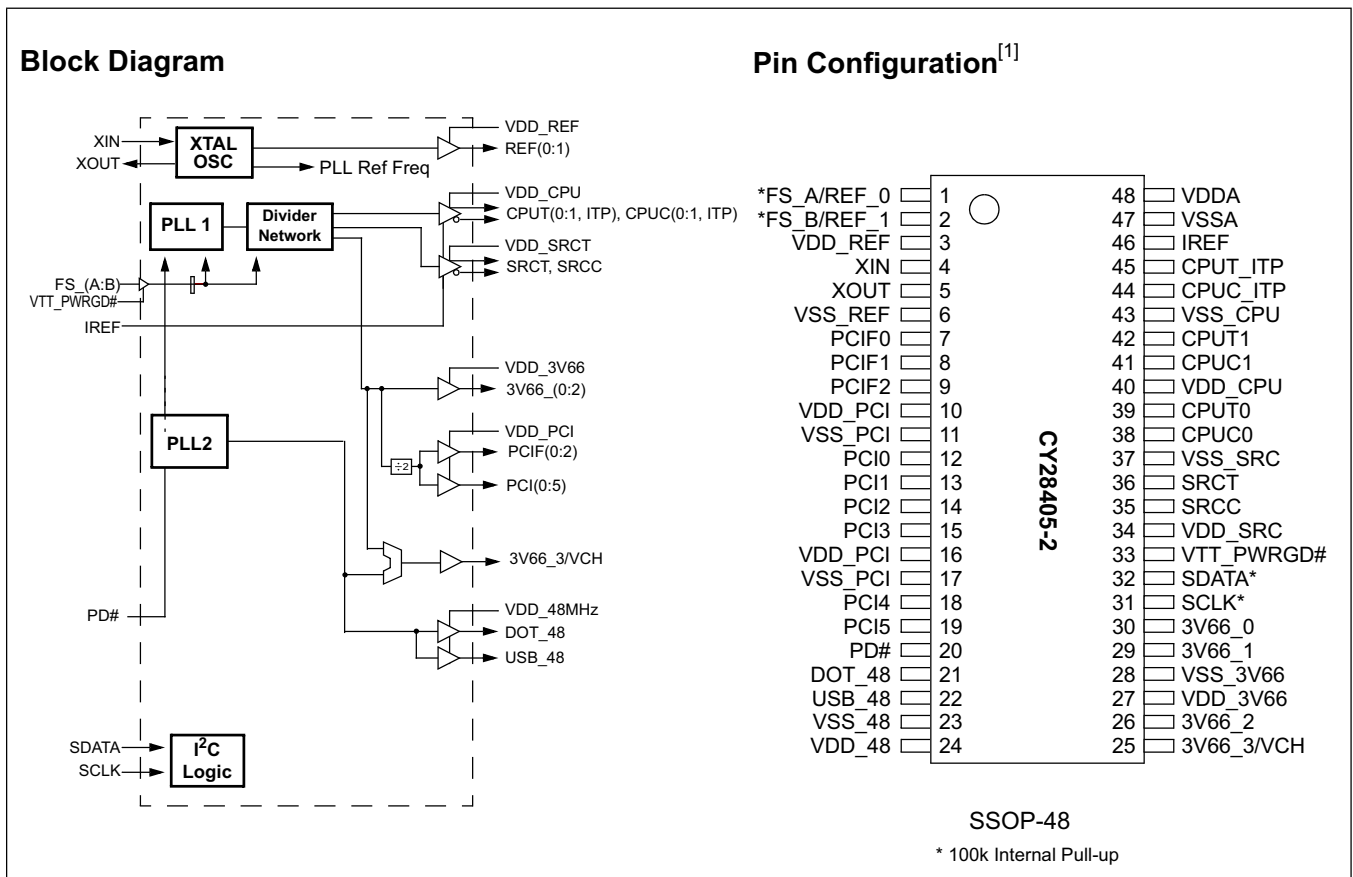 Block Diagram
XIN
XOUT
XTAL
OSC
PLL Ref Freq
VDD_REF
REF(0:1)
PLL 1
Divider
Network
VDD_CPU
CPUT(0:1, ITP), CPUC(0:1, ITP)
VDD_SRCT
SRCT, SRCC
FS_(A:B)
VTT_PWRGD#
IREF
VDD_3V66
3V66_(0:2)
PLL2
VDD_PCI
PCIF(0:2)
÷2
PCI(0:5)
3V66_3/VCH
PD#
VDD_48MHz
DOT_48
USB_48
SDATA
SCLK
I2C
Logic
Pin Configuration[1]
*FS_A/REF_0 1
*FS_B/REF_1 2
VDD_REF 3
XIN 4
XOUT 5
VSS_REF 6
PCIF0 7
PCIF1 8
PCIF2 9
VDD_PCI 10
VSS_PCI 11
PCI0 12
PCI1 13
PCI2 14
PCI3 15
VDD_PCI 16
VSS_PCI 17
PCI4 18
PCI5 19
PD# 20
DOT_48 21
USB_48 22
VSS_48 23
VDD_48 24
CY28405-2
48 VDDA
47 VSSA
46 IREF
45 CPUT_ITP
44 CPUC_ITP
43 VSS_CPU
42 CPUT1
41 CPUC1
40 VDD_CPU
39 CPUT0
38 CPUC0
37 VSS_SRC
36 SRCT
35 SRCC
34 VDD_SRC
33 VTT_PWRGD#
32 SDATA*
31 SCLK*
30 3V66_0
29 3V66_1
28 VSS_3V66
27 VDD_3V66
26 3V66_2
25 3V66_3/VCH
SSOP-48
* 100k Internal Pull-up